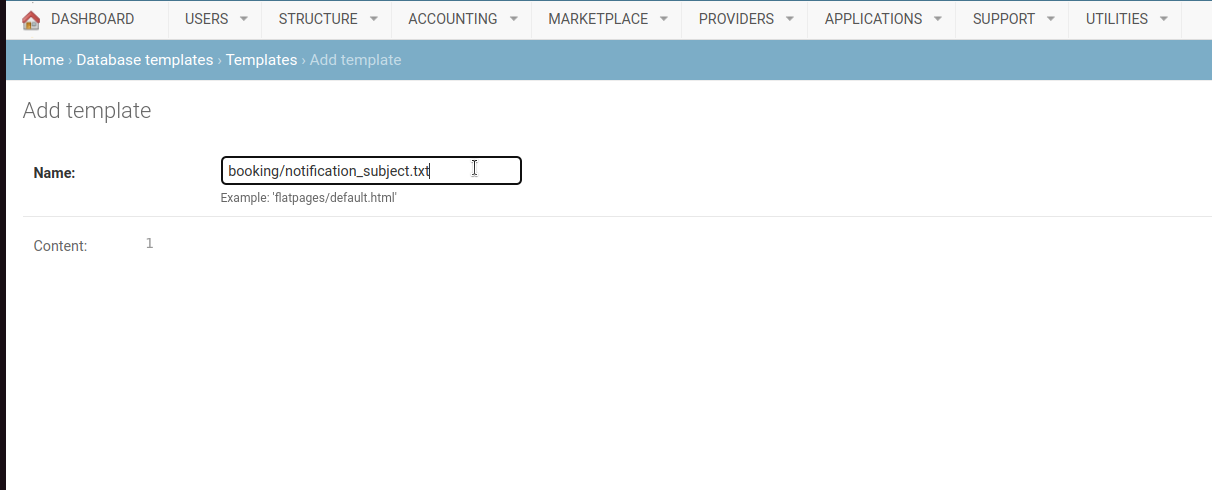 DASHBOARD USERS STRUCTURE ACCOUNTING MARKETPLACE PROVIDERS APPLICATIONS SUPPORT UTILITIES
Home › Database templates › Templates › Add template
Add template
Name: booking/notification_subject.txt
Example: 'flatpages/default.html'
Content: 1